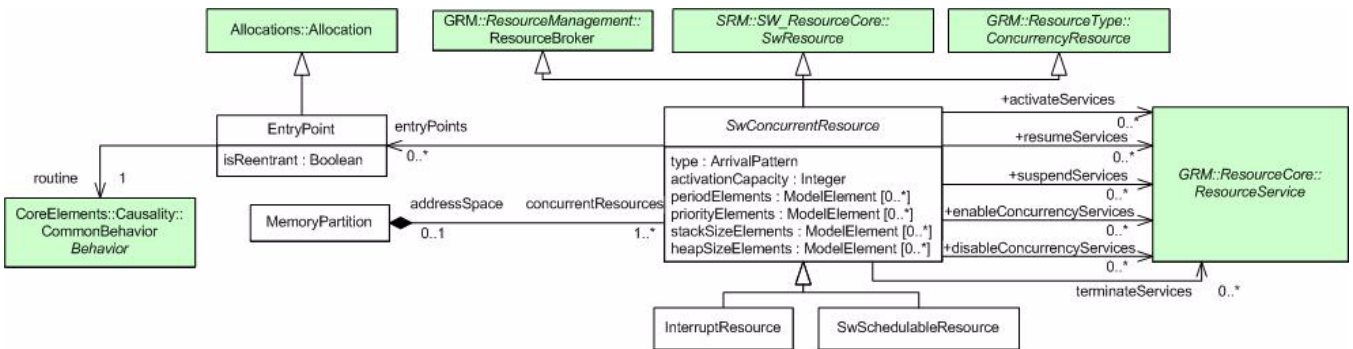 Allocations::Allocation
GRM::ResourceManagement::
ResourceBroker
SRM::SW_ResourceCore::
SwResource
GRM::ResourceType::
ConcurrencyResource
EntryPoint
isReentrant : Boolean
entryPoints
0..*
routine
1
CoreElements::Causality::
CommonBehavior
Behavior
MemoryPartition
addressSpace
0..1
concurrentResources
1..*
SwConcurrentResource
type : ArrivalPattern
activationCapacity : Integer
periodElements : ModelElement [0..*]
priorityElements : ModelElement [0..*]
stackSizeElements : ModelElement [0..*]
heapSizeElements : ModelElement [0..*]
+activateServices
0..*
+resumeServices
0..*
+suspendServices
0..*
+enableConcurrencyServices
0..*
+disableConcurrencyServices
0..*
terminateServices
0..*
GRM::ResourceCore::
ResourceService
InterruptResource
SwSchedulableResource